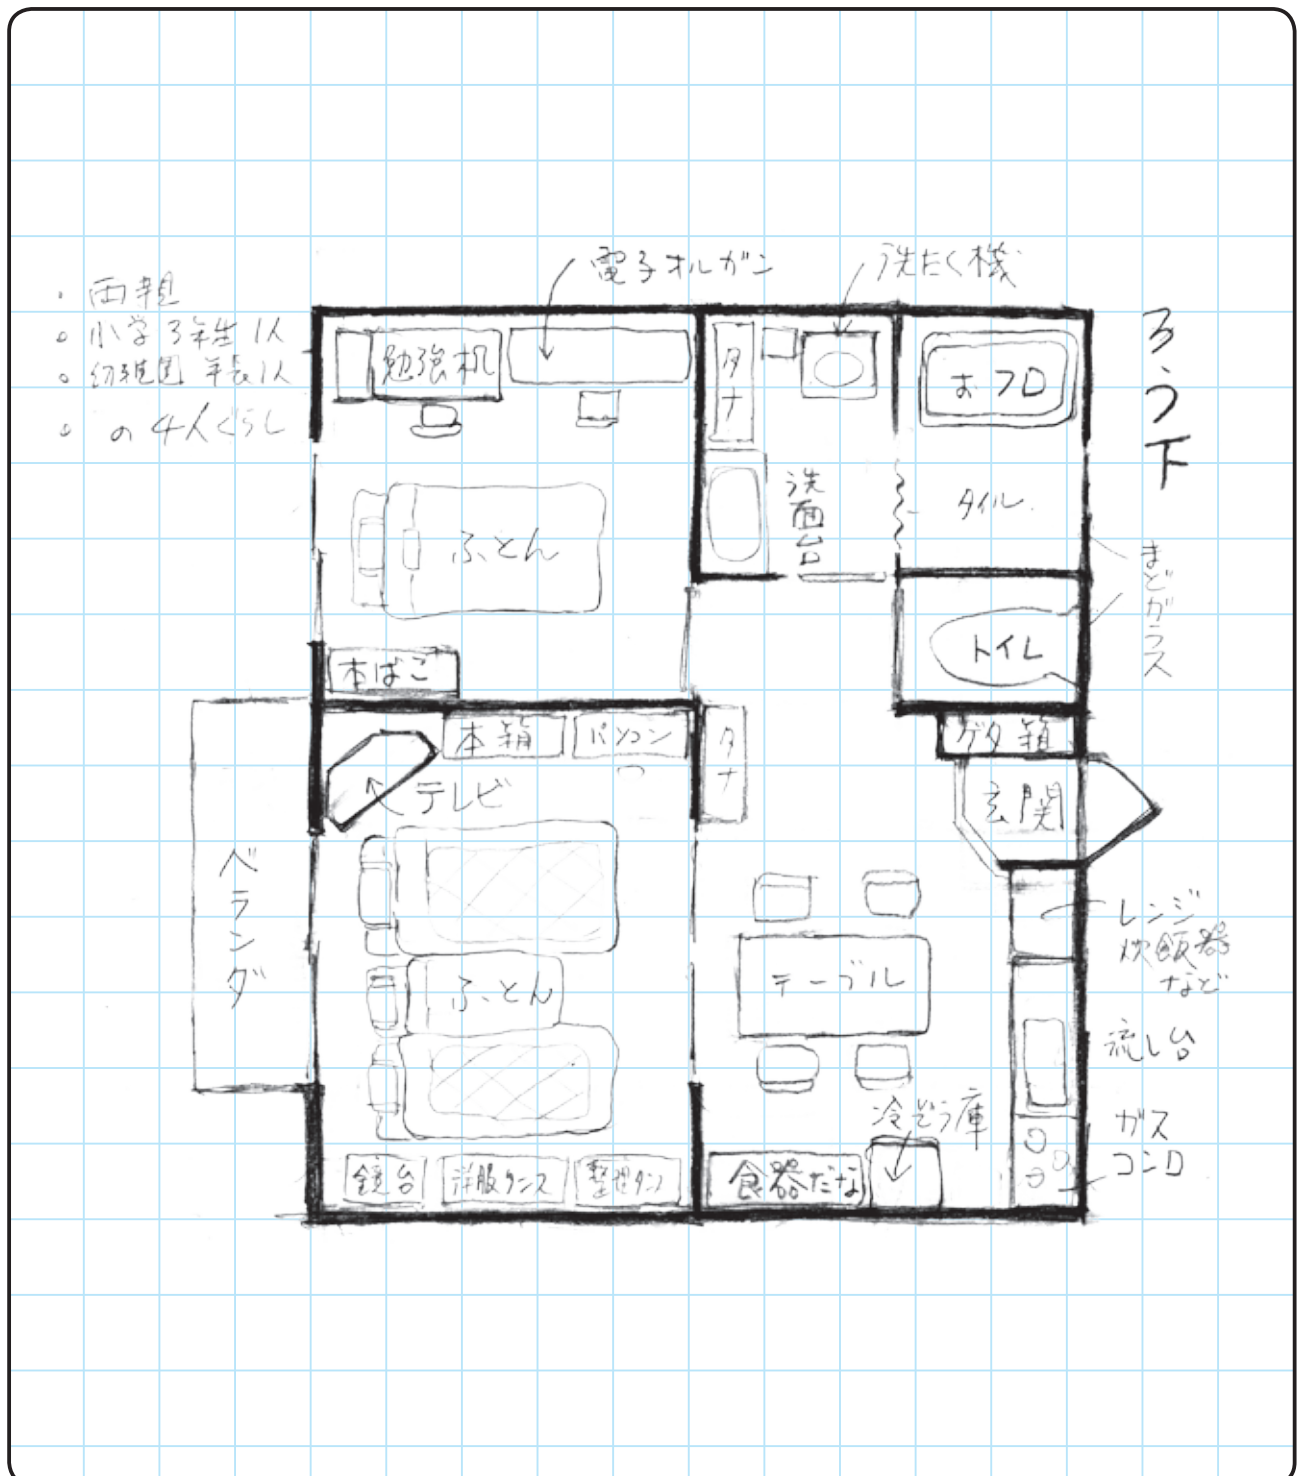 ・両親
○小学3年生1人
○幼稚園 年長1人
○の4人ぐらし
電子オルガン
洗たく機
ろう下
勉強机
タナ
おフロ
洗面台
タイル
まどガラス
ふとん
トイレ
本ばこ
本箱
パソコン
タナ
ゲタ箱
テレビ
玄関
ベランダ
レンジ
炊飯器
など
テーブル
ふとん
流し台
冷ぞう庫
ガス
コンロ
鏡台
洋服タンス
整理タンス
食器だな